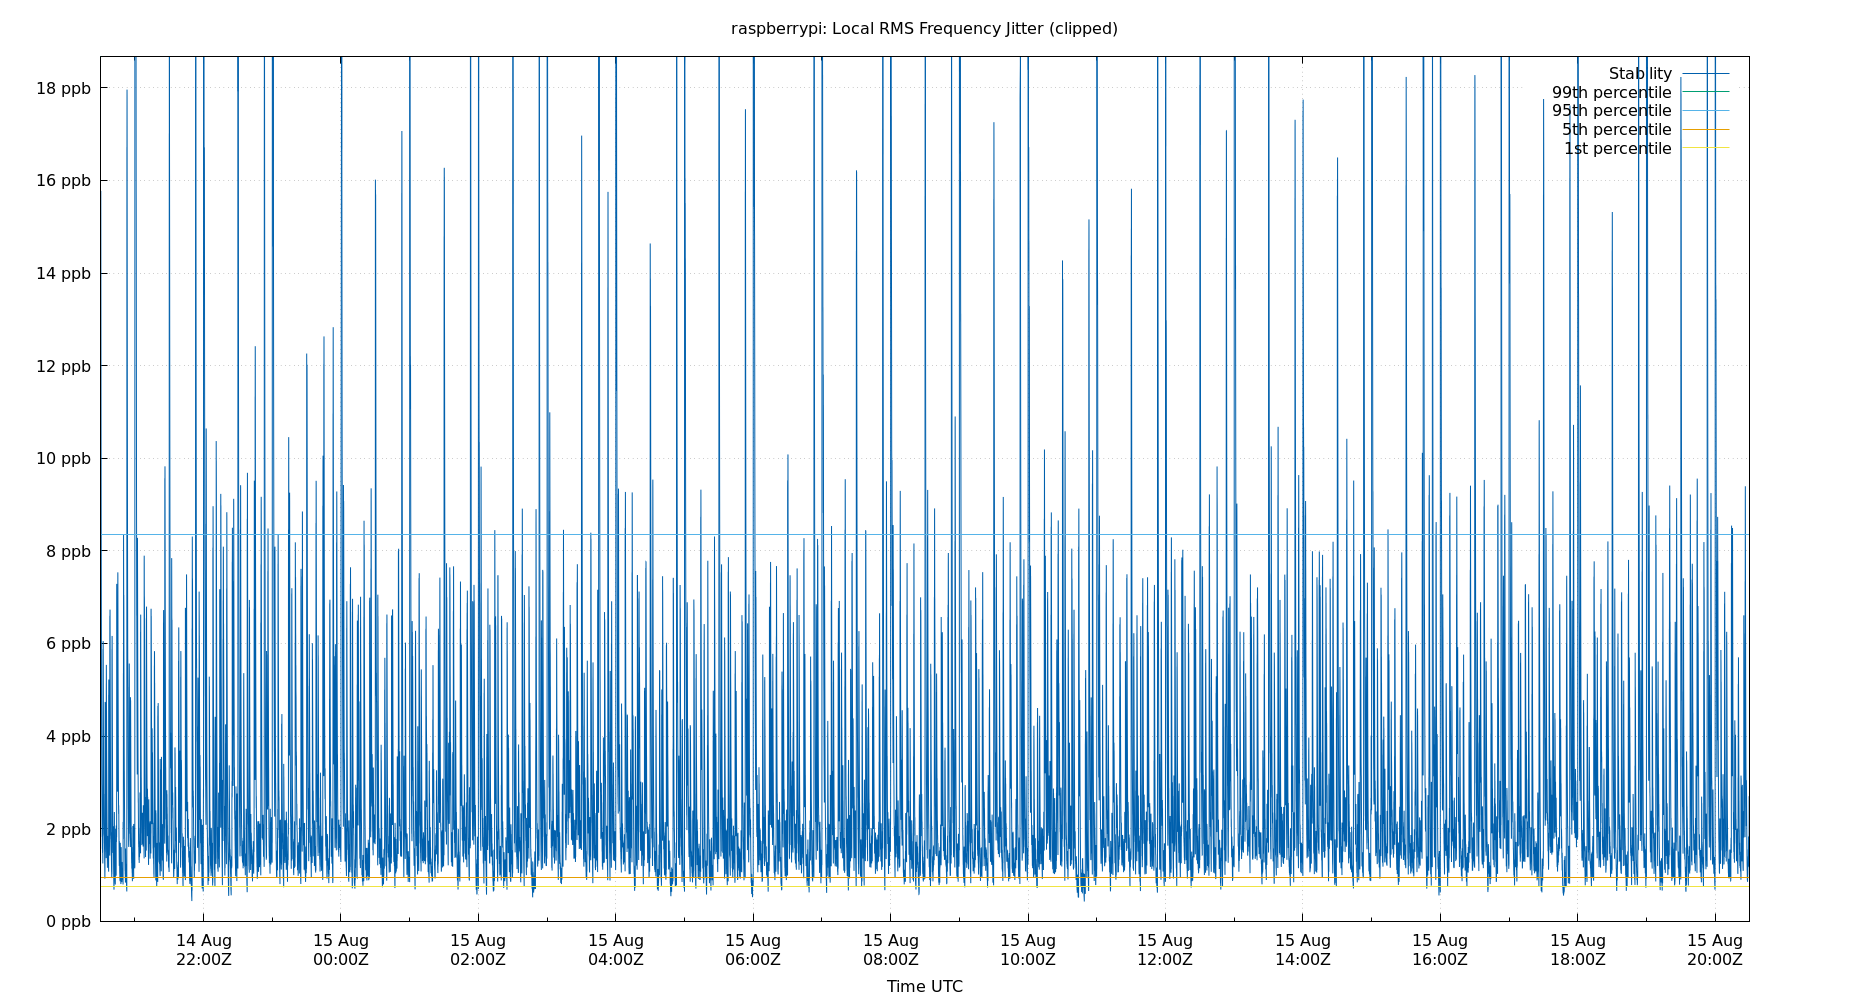 raspberrypi: Local RMS Frequency Jitter (clipped)
18 ppb
16 ppb
14 ppb
12 ppb
10 ppb
8 ppb
6 ppb
4 ppb
2 ppb
0 ppb
Stability
99th percentile
95th percentile
5th percentile
1st percentile
14 Aug 15 Aug 15 Aug 15 Aug 15 Aug 15 Aug 15 Aug 15 Aug 15 Aug 15 Aug 15 Aug 15 Aug
22:00Z 00:00Z 02:00Z 04:00Z 06:00Z 08:00Z 10:00Z 12:00Z 14:00Z 16:00Z 18:00Z 20:00Z
Time UTC